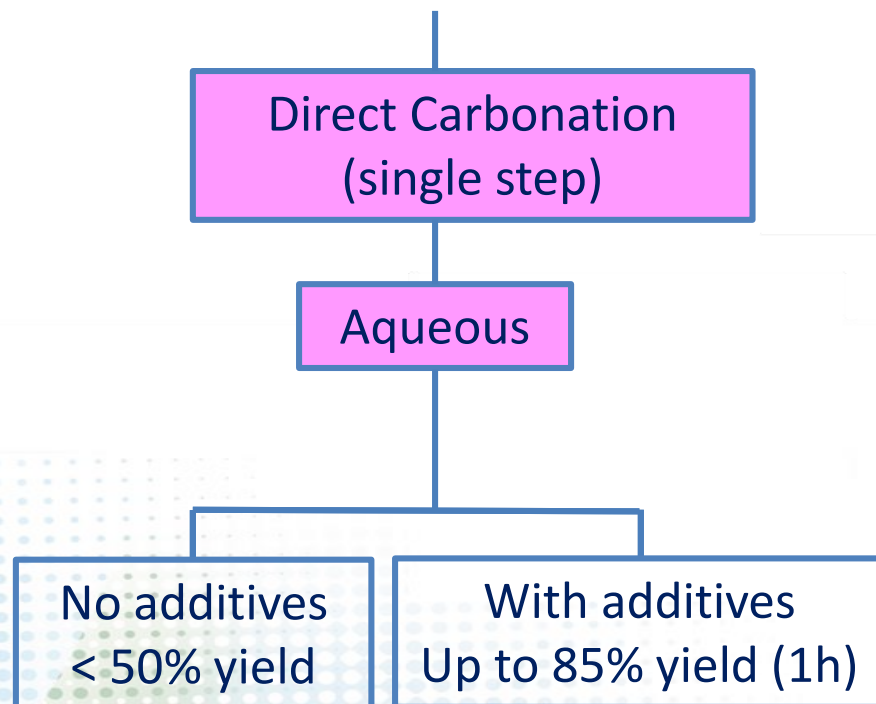 Direct Carbonation
(single step)
Aqueous
No additives
< 50% yield
With additives
Up to 85% yield (1h)